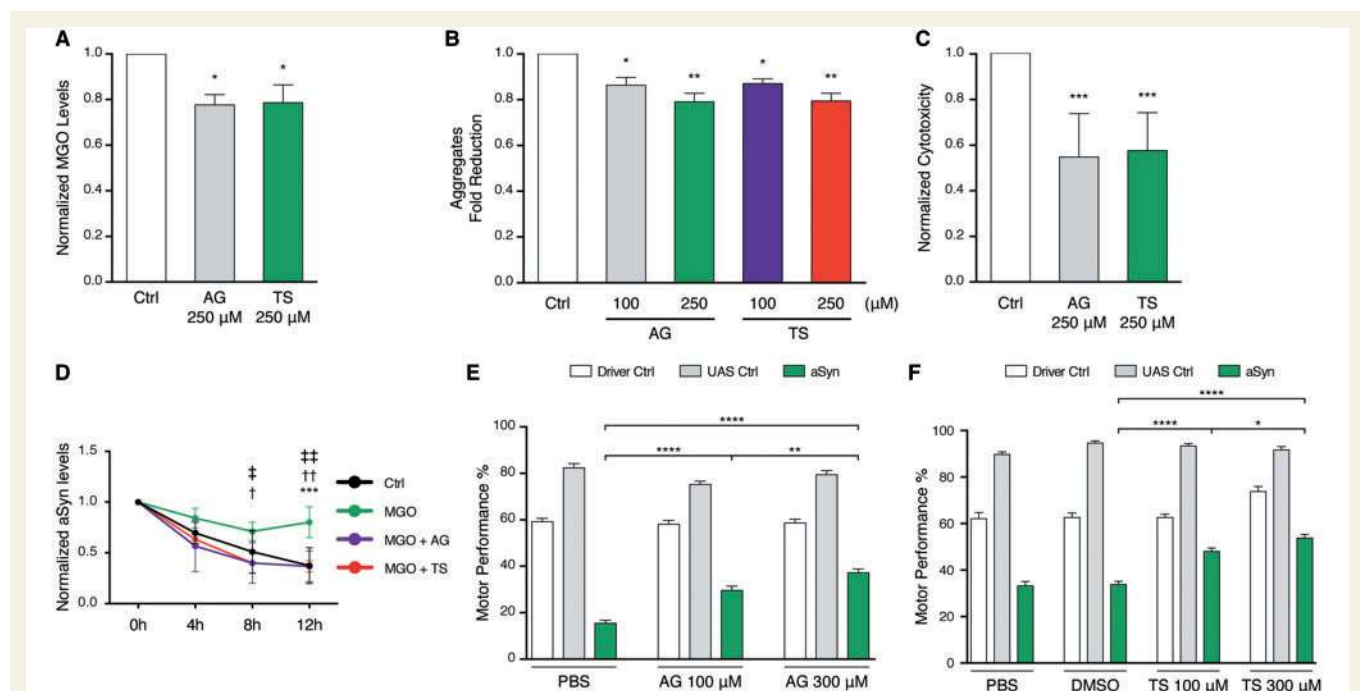 A
Normalized MGO Levels
1.0
0.8
0.6
0.4
0.2
0.0
*
*
Ctrl
AG
250 µM
TS
250 µM
B
Aggregates
Fold Reduction
1.0
0.8
0.6
0.4
0.2
0.0
*
**
*
**
Ctrl
100
250
100
250
(µM)
AG
TS
C
Normalized Cytotoxicity
1.0
0.8
0.6
0.4
0.2
0.0
***
***
Ctrl
AG
250 µM
TS
250 µM
D
Normalized aSyn levels
1.5
1.0
0.5
0.0
‡
†
‡‡
††
***
0h
4h
8h
12h
Ctrl
MGO
MGO + AG
MGO + TS
E
Driver Ctrl
UAS Ctrl
aSyn
Motor Performance %
100
80
60
40
20
0
****
****
**
PBS
AG 100 µM
AG 300 µM
F
Driver Ctrl
UAS Ctrl
aSyn
Motor Performance %
100
80
60
40
20
0
****
****
*
PBS
DMSO
TS 100 µM
TS 300 µM